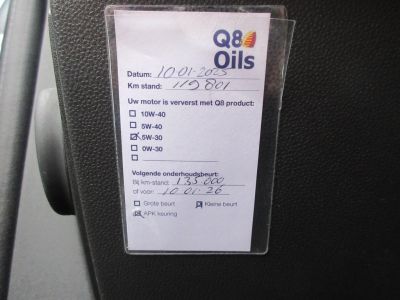 Q8
Oils
Datum: 10-01-2025
Km stand: 119801
Uw motor is ververst met Q8 product:
10W-40
5W-40
5W-30
0W-30
Volgende onderhoudsbeurt:
Bij km-stand: 135000
of voor: 10-01-26
Grote beurt Kleine beurt
APK keuring